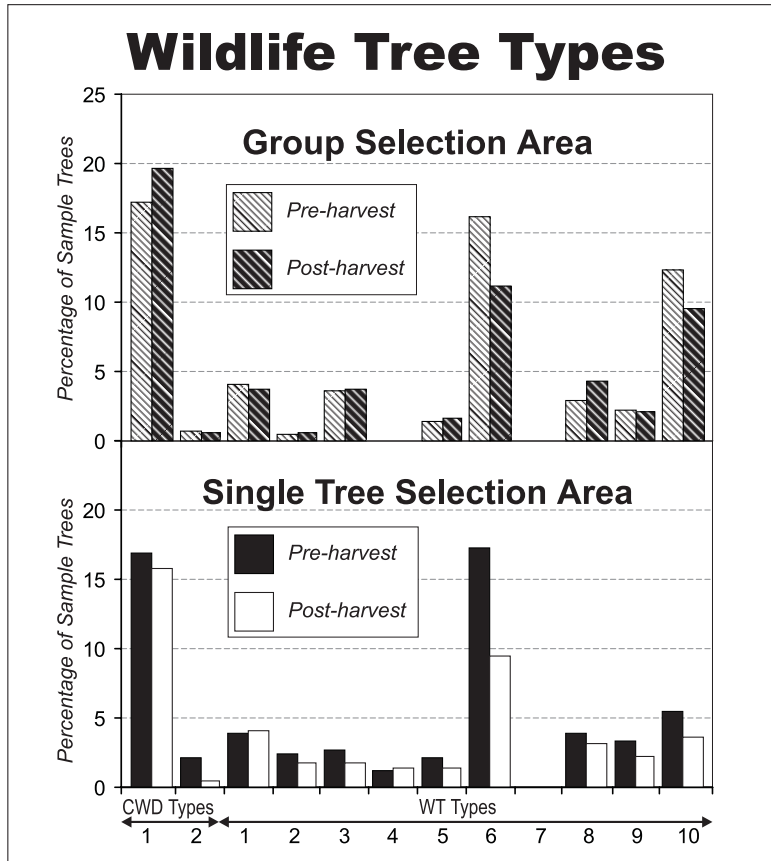 Wildlife Tree Types
25
Group Selection Area
20
Pre-harvest
15
Post-harvest
10
5
0
Percentage of Sample Trees
Single Tree Selection Area
20
Pre-harvest
15
Post-harvest
10
5
0
Percentage of Sample Trees
CWD Types WT Types
1 2 1 2 3 4 5 6 7 8 9 10